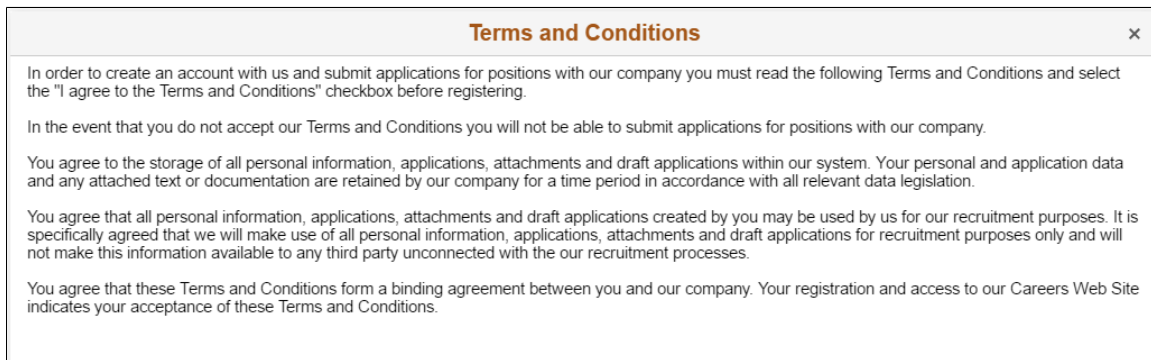 Terms and Conditions
×
In order to create an account with us and submit applications for positions with our company you must read the following Terms and Conditions and select
the "I agree to the Terms and Conditions" checkbox before registering.
In the event that you do not accept our Terms and Conditions you will not be able to submit applications for positions with our company.
You agree to the storage of all personal information, applications, attachments and draft applications within our system. Your personal and application data
and any attached text or documentation are retained by our company for a time period in accordance with all relevant data legislation.
You agree that all personal information, applications, attachments and draft applications created by you may be used by us for our recruitment purposes. It is
specifically agreed that we will make use of all personal information, applications, attachments and draft applications for recruitment purposes only and will
not make this information available to any third party unconnected with the our recruitment processes.
You agree that these Terms and Conditions form a binding agreement between you and our company. Your registration and access to our Careers Web Site
indicates your acceptance of these Terms and Conditions.